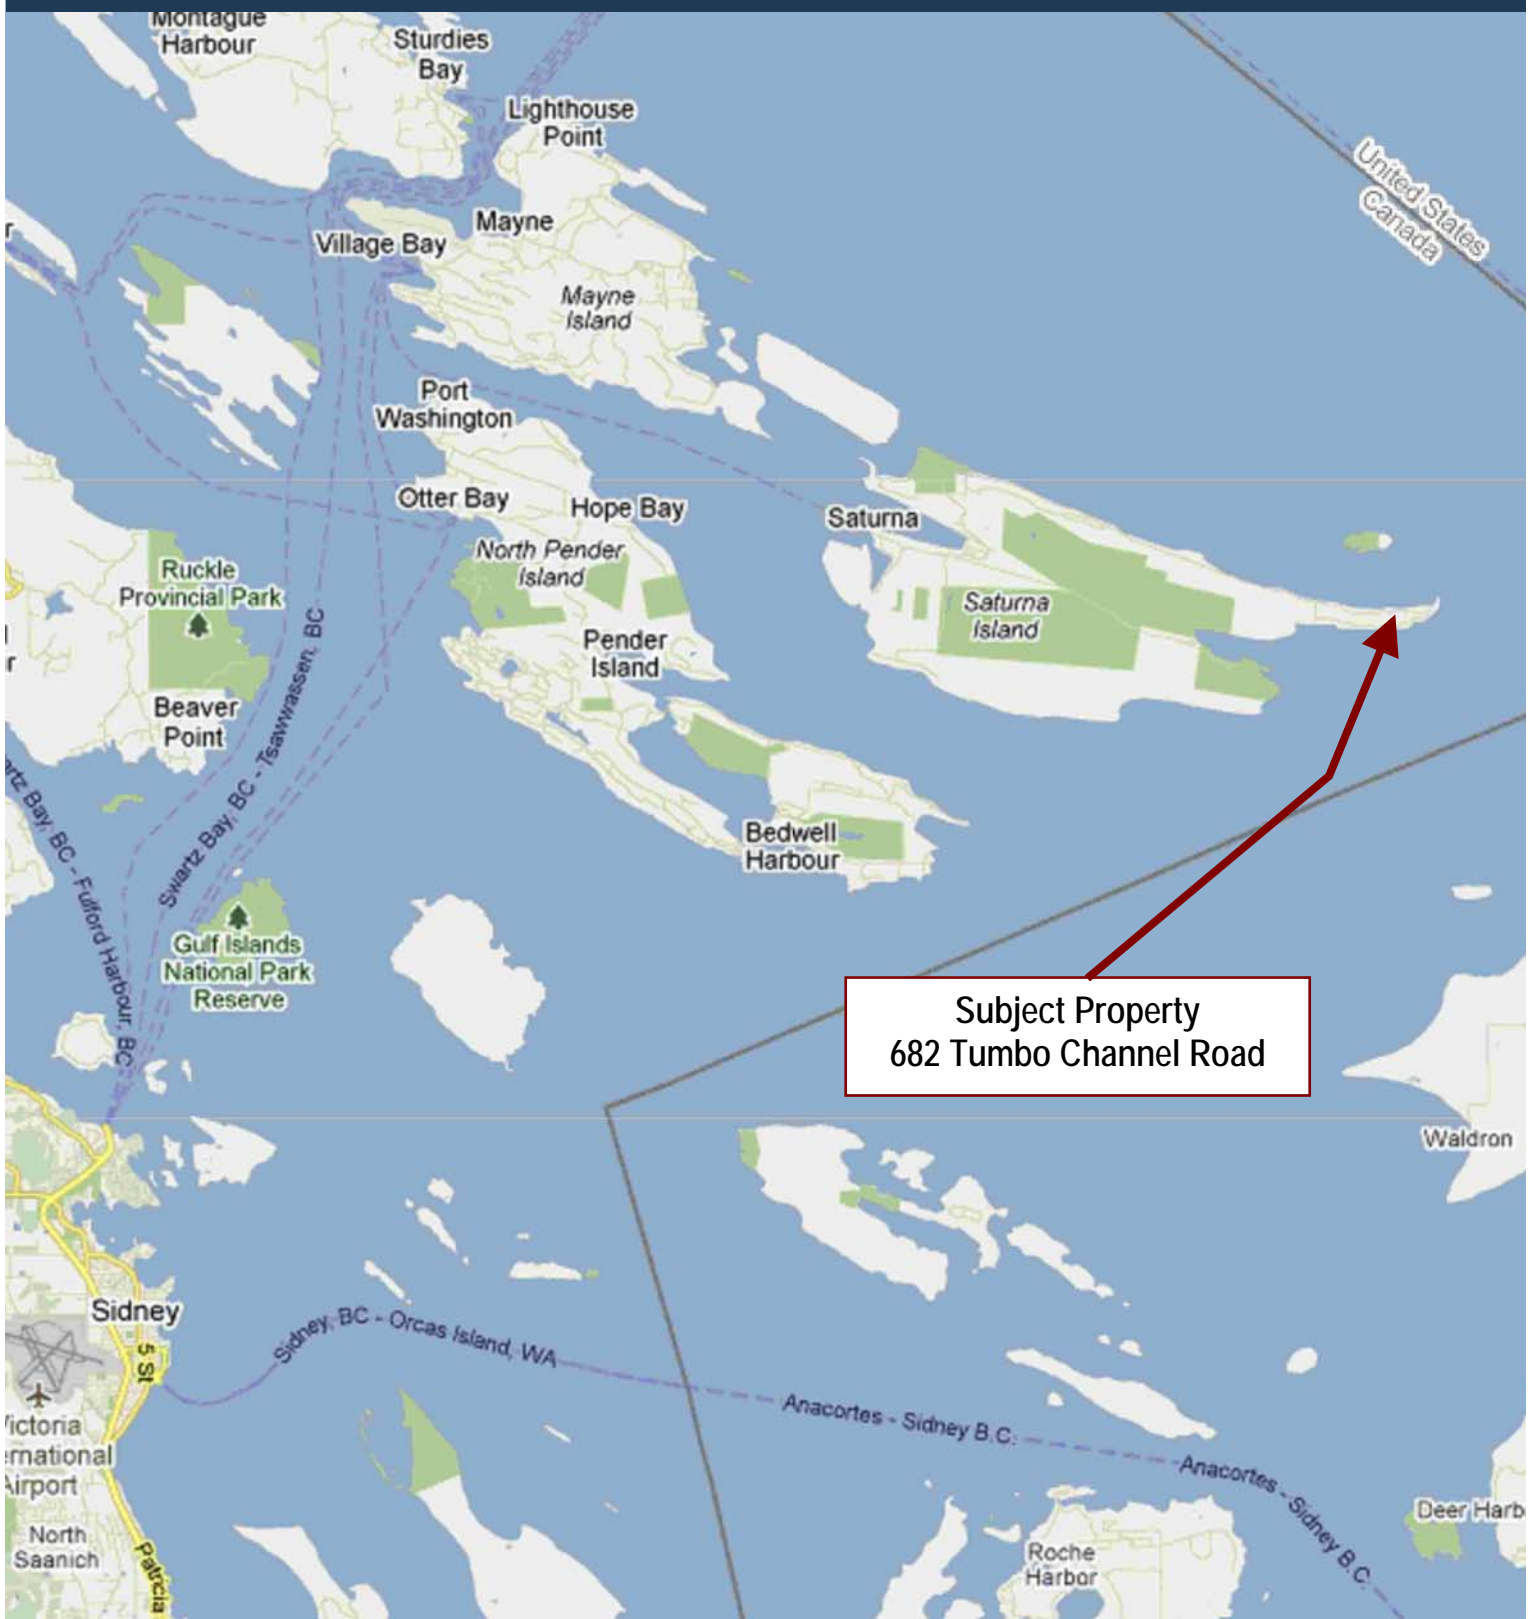 Montague
Harbour
Sturdies
Bay
Lighthouse
Point
United States
Canada
r
Village Bay
Mayne
Mayne
Island
Port
Washington
Otter Bay
Hope Bay
Saturna
North Pender
Island
Ruckle
Provincial Park
Saturna
Island
Pender
Island
r
Beaver
Point
Swartz Bay, BC - Tsawwassen, BC
artz Bay, BC - Fulford Harbour, BC
Bedwell
Harbour
Gulf Islands
National Park
Reserve
Subject Property
682 Tumbo Channel Road
Waldron
Sidney
5 St
Sidney, BC - Orcas Island, WA
Anacortes - Sidney B.C.
Anacortes - Sidney B.C.
Victoria
ernational
Airport
North
Saanich
Patricia
Roche
Harbor
Deer Harb